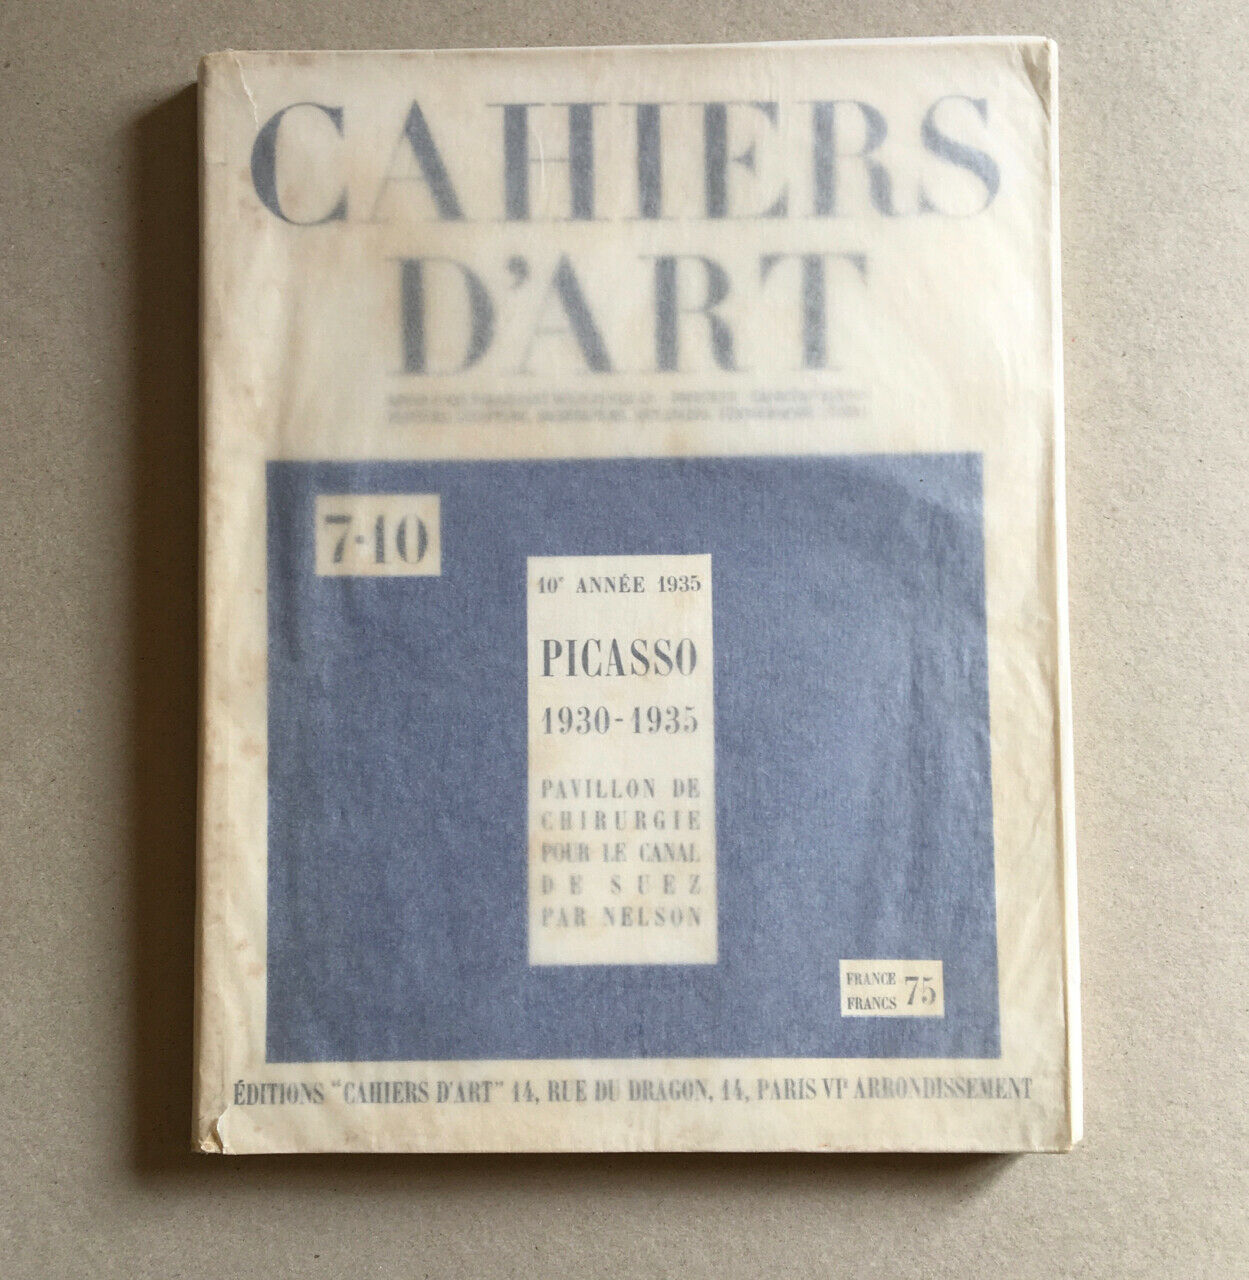 CAHIERS
D'ART
7-10
10e ANNÉE 1935
PICASSO
1930-1935
PAVILLON DE
CHIRURGIE
POUR LE CANAL
DE SUEZ
PAR NELSON
FRANCE
FRANCS 75
ÉDITIONS "CAHIERS D'ART" 14, RUE DU DRAGON, 14, PARIS VIe ARRONDISSEMENT